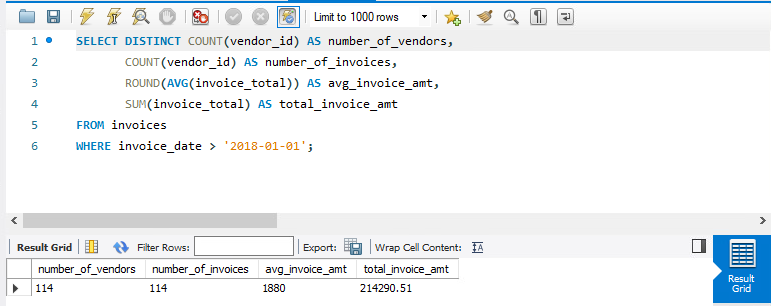 Limit to 1000 rows
1 SELECT DISTINCT COUNT(vendor_id) AS number_of_vendors,
2 COUNT(vendor_id) AS number_of_invoices,
3 ROUND(AVG(invoice_total)) AS avg_invoice_amt,
4 SUM(invoice_total) AS total_invoice_amt
5 FROM invoices
6 WHERE invoice_date > '2018-01-01';
Result Grid Filter Rows: Export: Wrap Cell Content: IA
number_of_vendors number_of_invoices avg_invoice_amt total_invoice_amt
114 114 1880 214290.51
Result
Grid